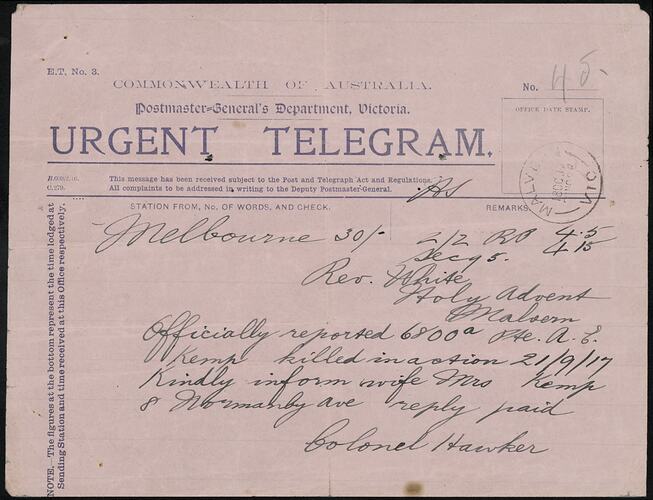 E.T. No. 3.
No. 45.
COMMONWEALTH OF AUSTRALIA.
Postmaster-General's Department, Victoria.
OFFICE DATE STAMP.
URGENT TELEGRAM.
C.279.
This message has been received subject to the Post and Telegraph Act and Regulations.
All complaints to be addressed in writing to the Deputy Postmaster-General.
VIC
STATION FROM, No. OF WORDS, AND CHECK.
REMARKS.
Melbourne 30/- 2/2 RP 4.5
Sec 95. 4 15
Rev. White
Holy Advent
Malvern
Officially reported 6800a Pte. A. E.
Kemp killed in action 21/9/17
Kindly inform wife Mrs Kemp
8 Normanby Ave reply paid
Colonel Hawker
NOTE.—The figures at the bottom represent the time lodged at
Sending Station and time received at this Office respectively.